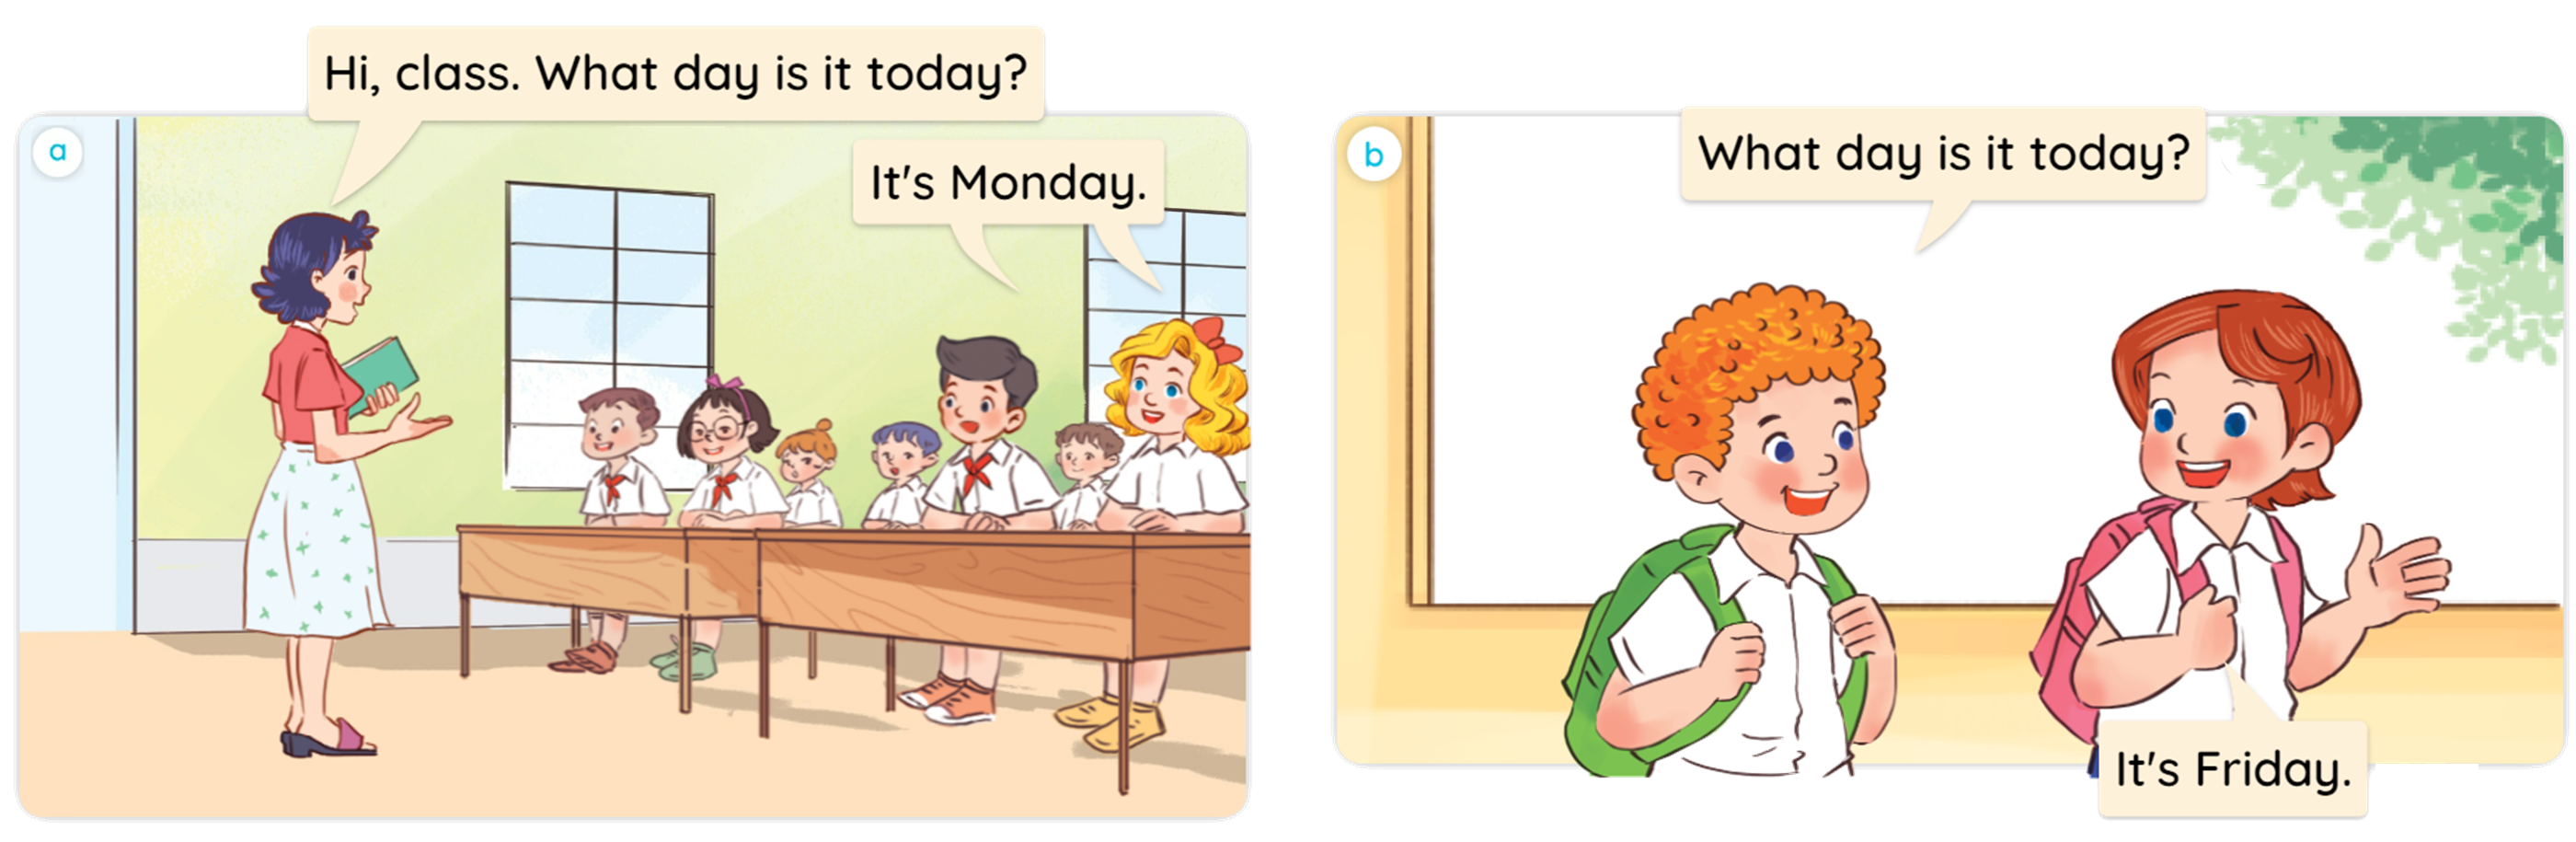 a
Hi, class. What day is it today?
It's Monday.
b
What day is it today?
It's Friday.